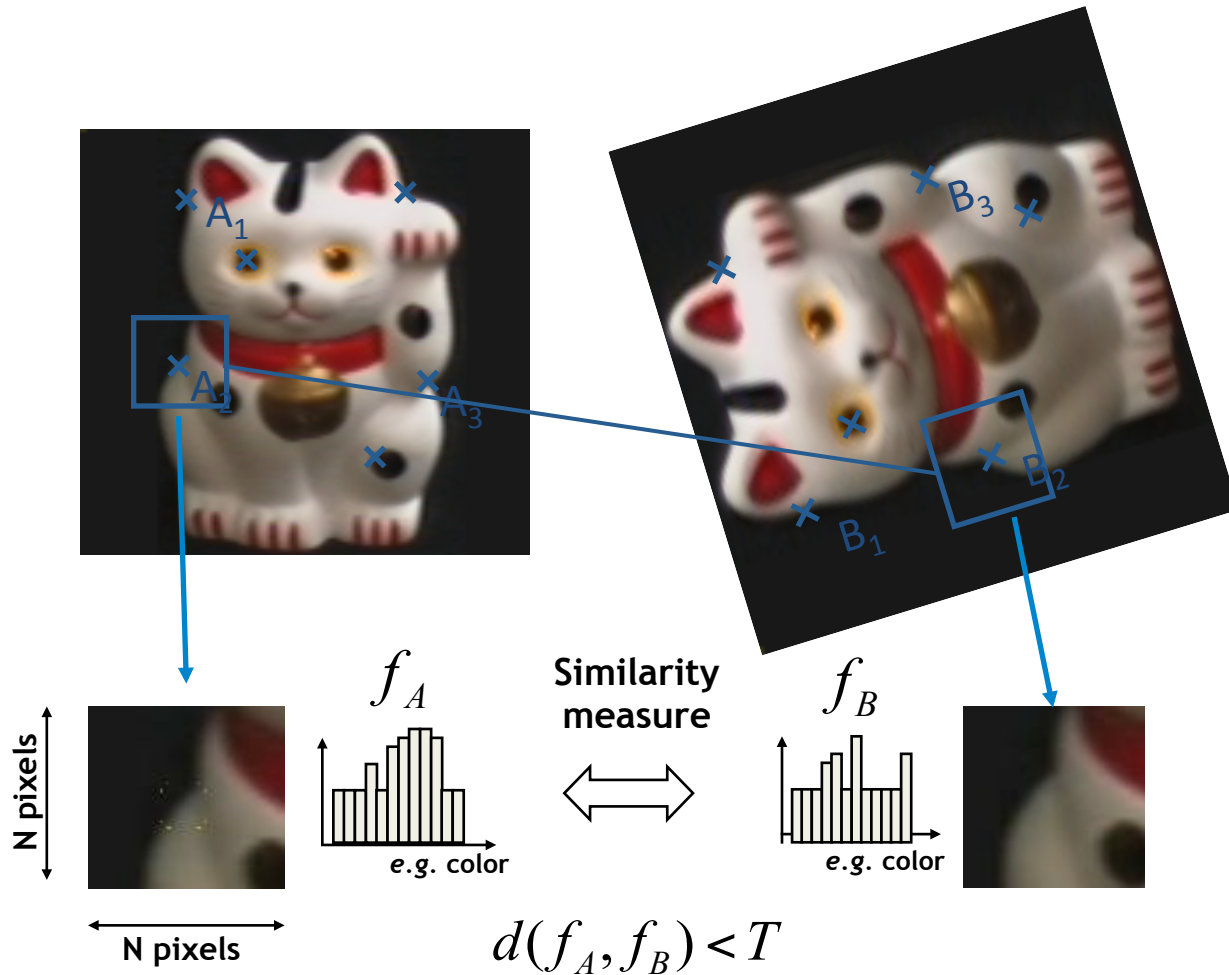 A₁
A₂
A₃
B₃
B₂
B₁
f_A
Similarity
measure
f_B
N pixels
e.g. color
e.g. color
N pixels
d(f_A, f_B) < T